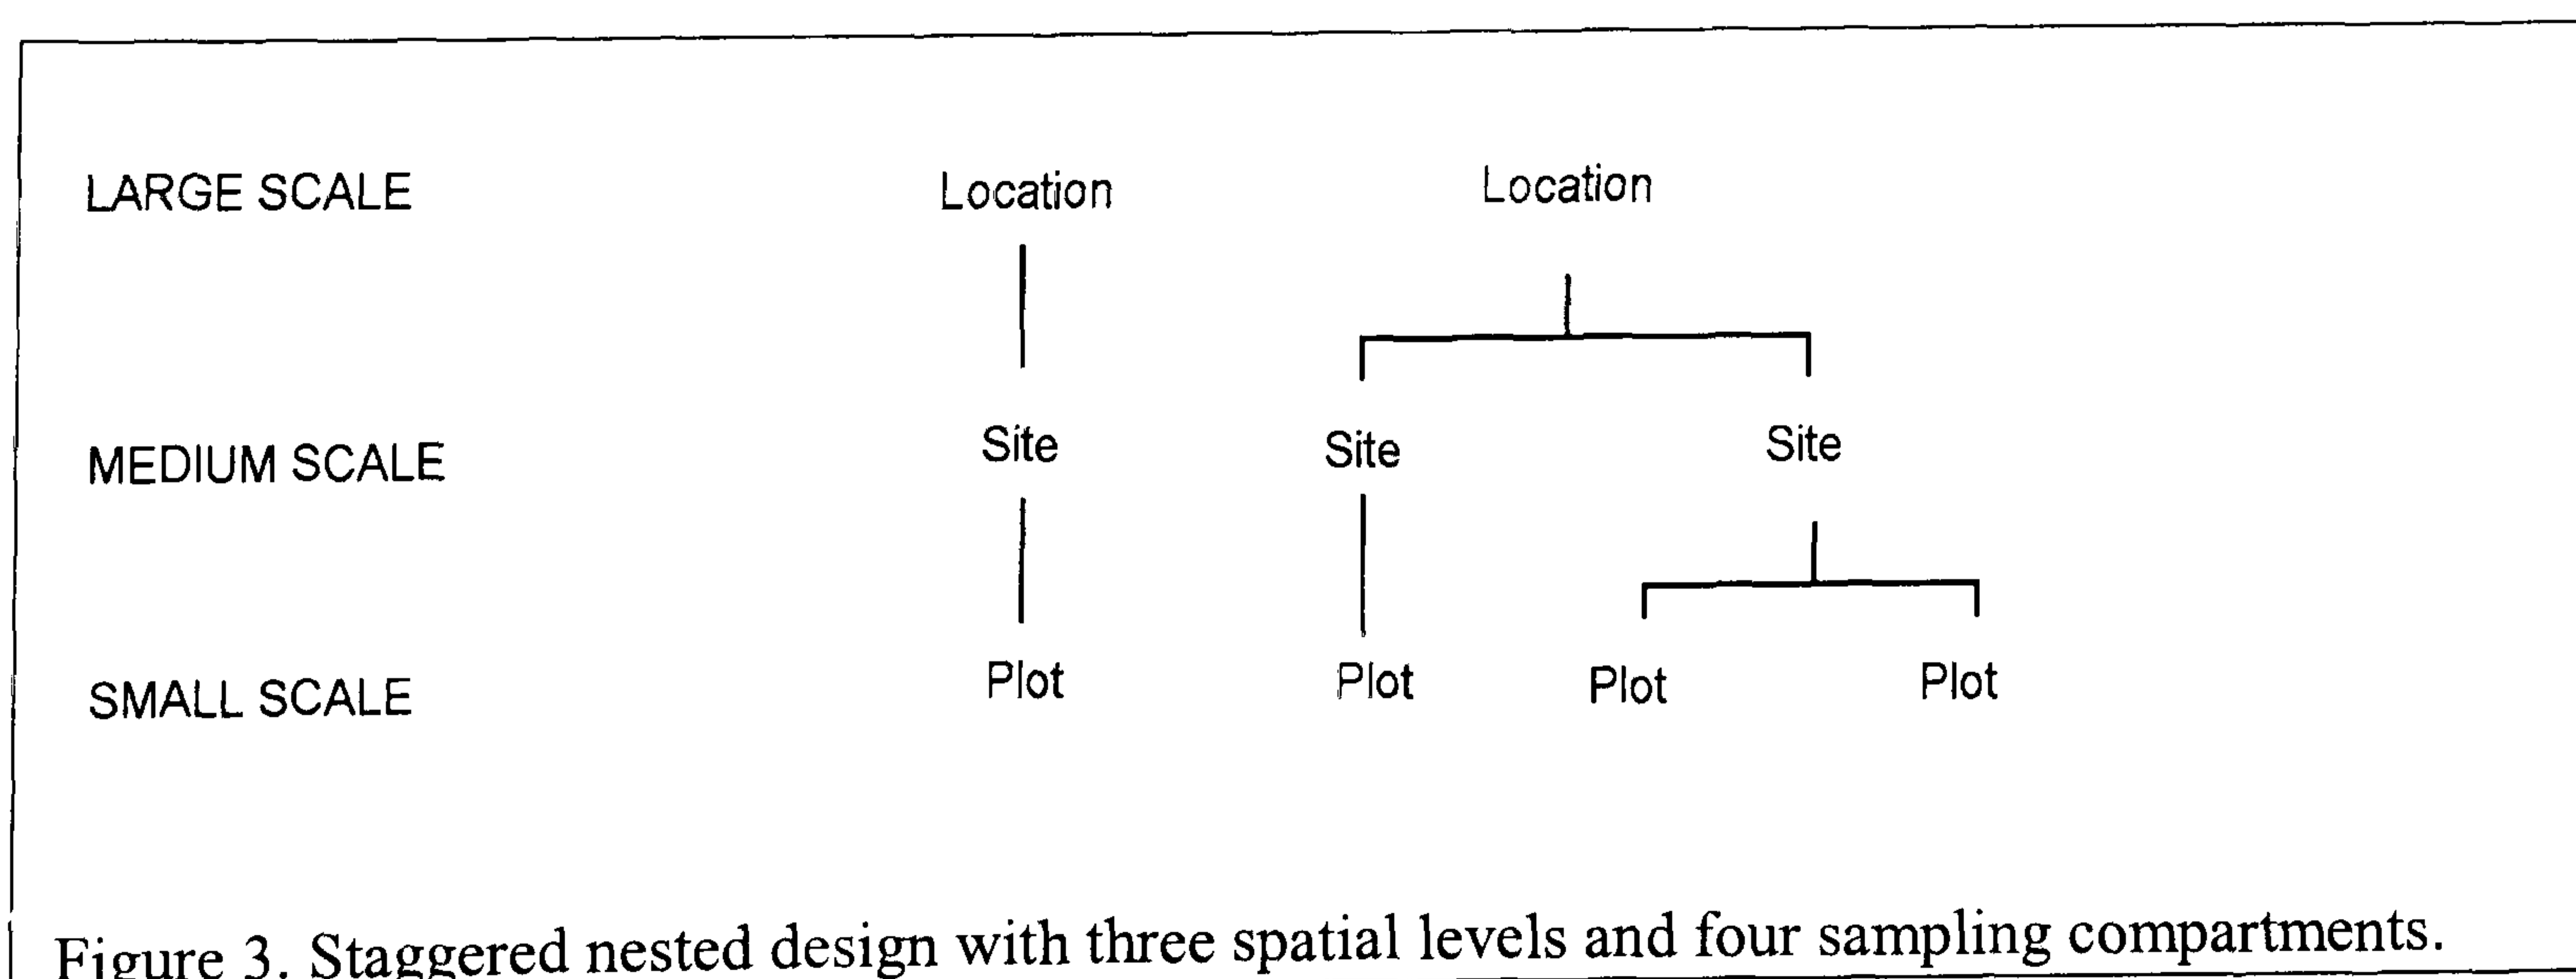 LARGE SCALE Location Location
MEDIUM SCALE Site Site Site
SMALL SCALE Plot Plot Plot Plot
Figure 3. Staggered nested design with three spatial levels and four sampling compartments.